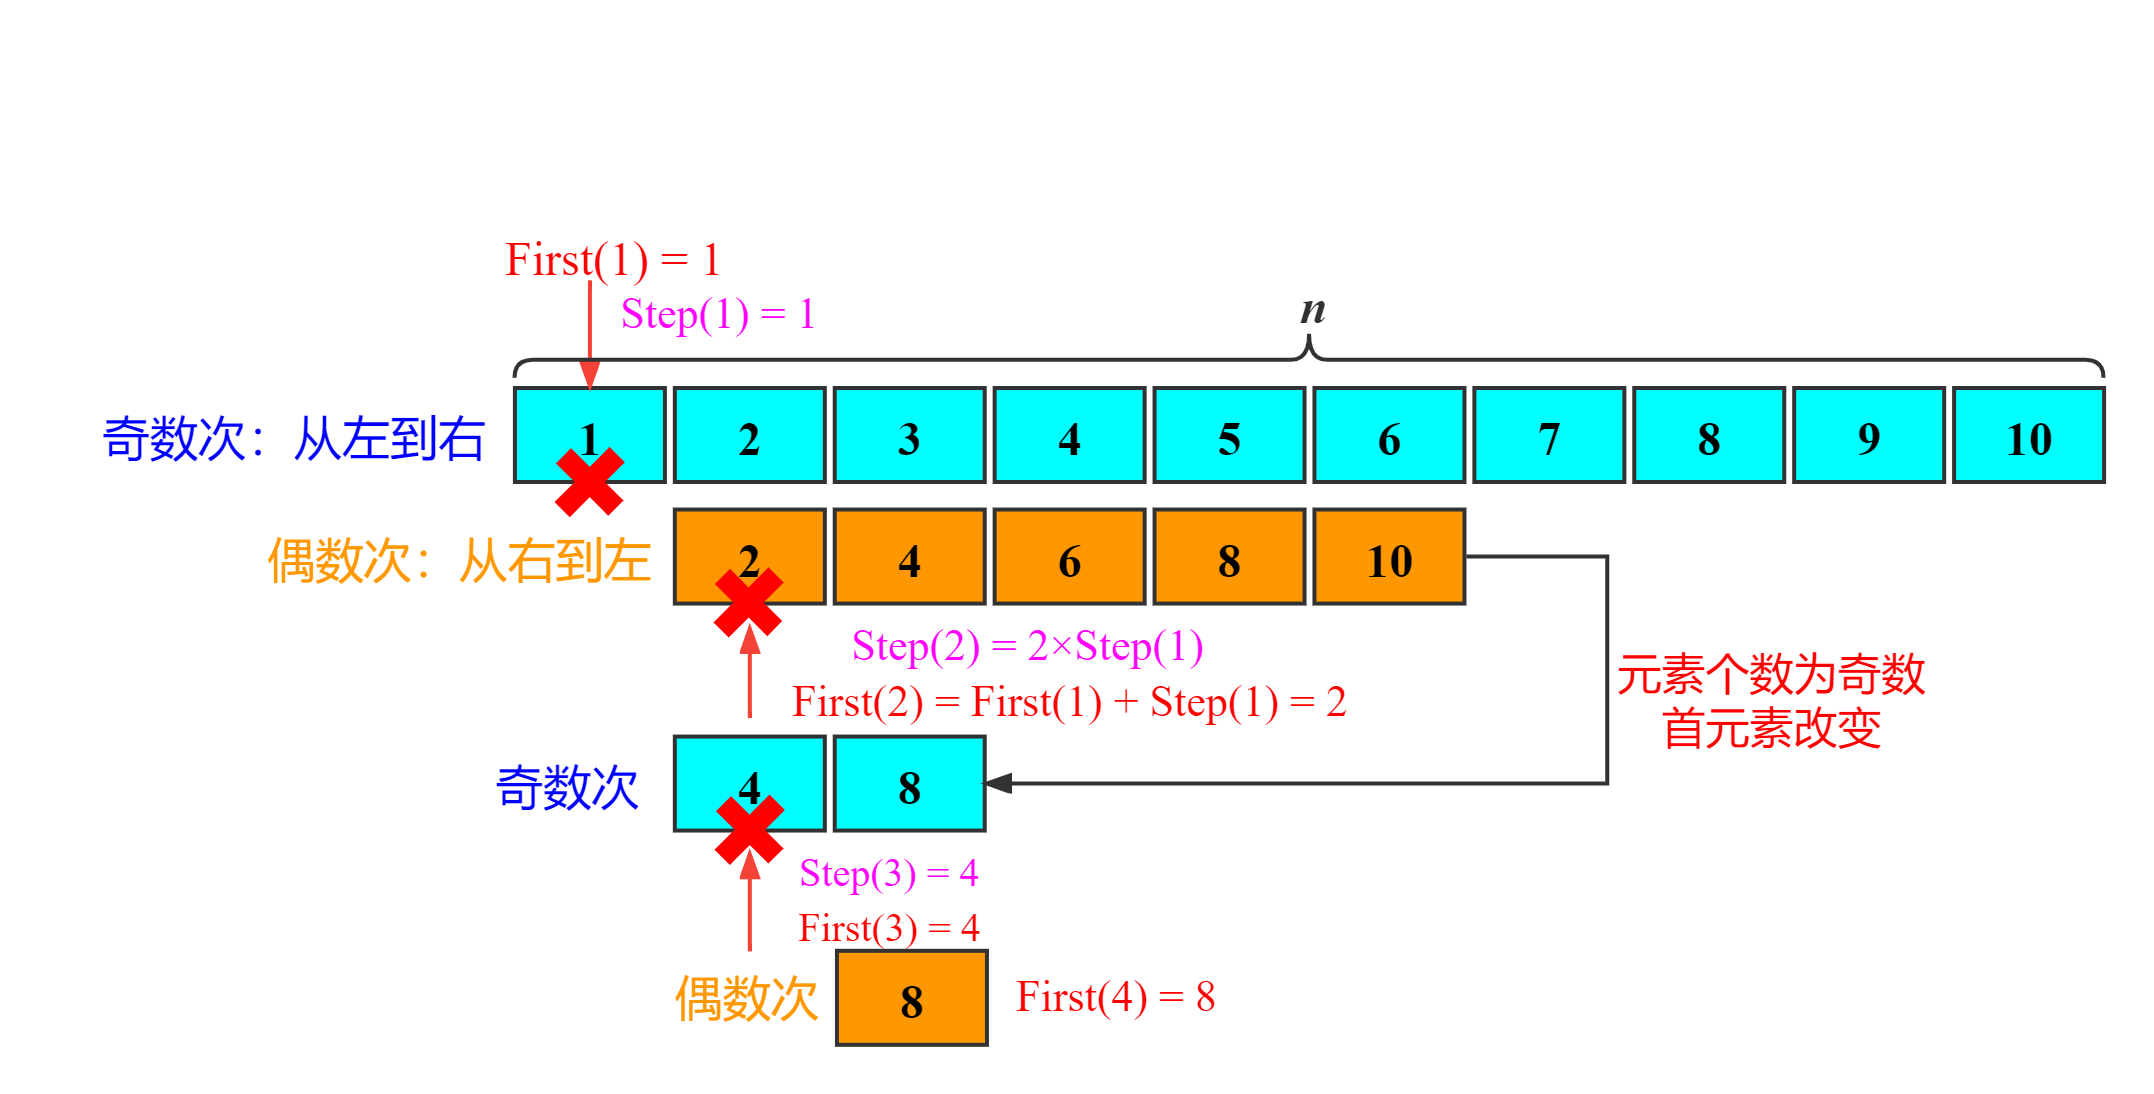 First(1) = 1
Step(1) = 1
n
奇数次：从左到右
1 2 3 4 5 6 7 8 9 10
偶数次：从右到左
2 4 6 8 10
Step(2) = 2×Step(1)
First(2) = First(1) + Step(1) = 2
元素个数为奇数
首元素改变
奇数次
4 8
Step(3) = 4
First(3) = 4
偶数次
8
First(4) = 8